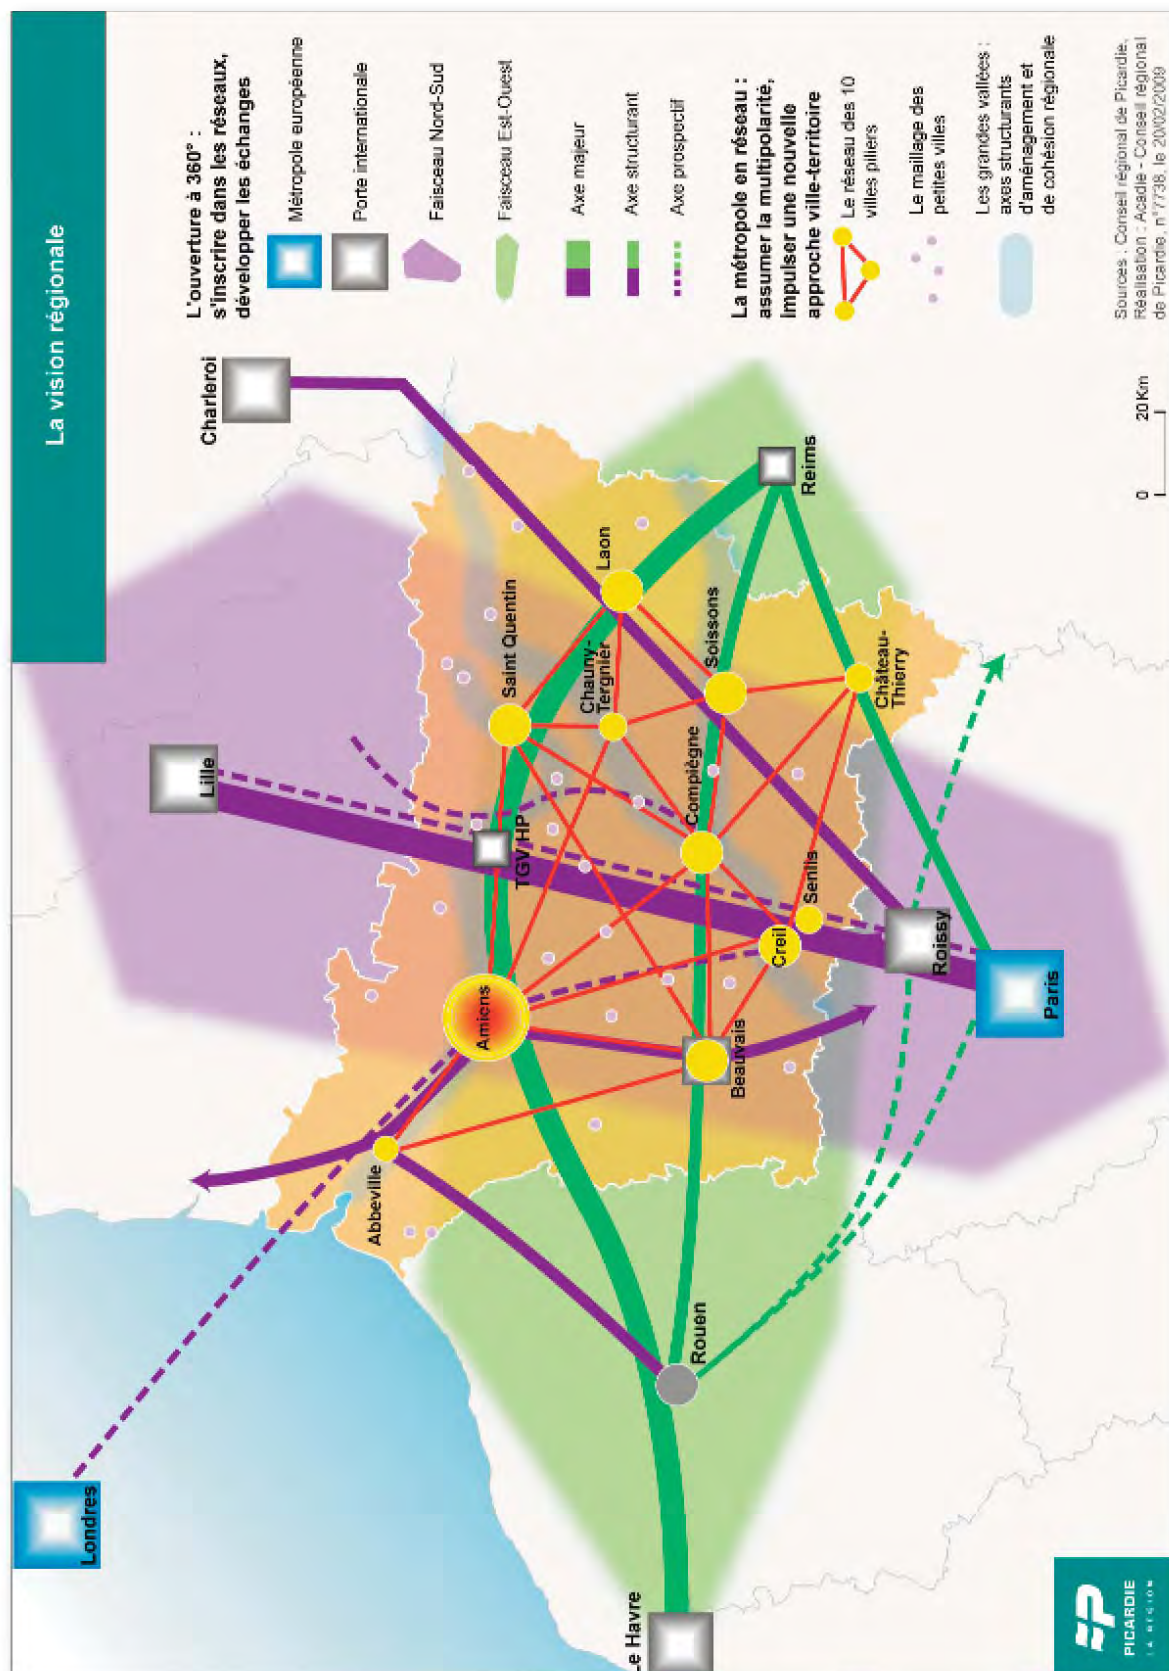 La vision régionale
L'ouverture à 360° :
s'inscrire dans les réseaux,
développer les échanges
Métropole européenne
Porte internationale
Faisceau Nord-Sud
Faisceau Est-Ouest
Axe majeur
Axe structurant
Axe prospectif
La métropole en réseau :
assumer la multipolarité,
Impulser une nouvelle
approche ville-territoire
Le réseau des 10
villes pilliers
Le maillage des
petites villes
Les grandes vallées :
axes structurants
d'aménagement et
de cohésion régionale
Sources : Conseil régional de Picardie,
Réalisation : Acadie - Conseil régional
de Picardie, n°7738, le 20/02/2009
0 20 Km
Londres
Lille
Charleroi
Abbeville
Amiens
TGV HP
Saint Quentin
Chauny-
Tergnier
Laon
Le Havre
Rouen
Beauvais
Compiègne
Soissons
Reims
Creil
Senlis
Château-
Thierry
Roissy
Paris
PICARDIE
LA RÉGION